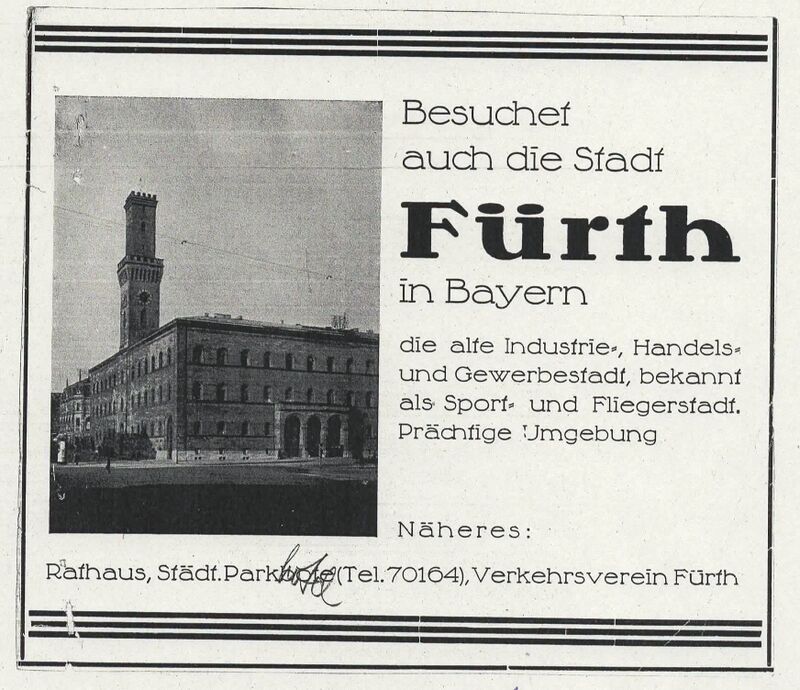 Besuchet
auch die Stadt
Fürth
in Bayern
die alte Industrie-, Handels-
und Gewerbestadt, bekannt
als Sport- und Fliegerstadt.
Prächtige Umgebung
Näheres:
Rathaus, Städt. Parkhotel (Tel. 70164), Verkehrsverein Fürth